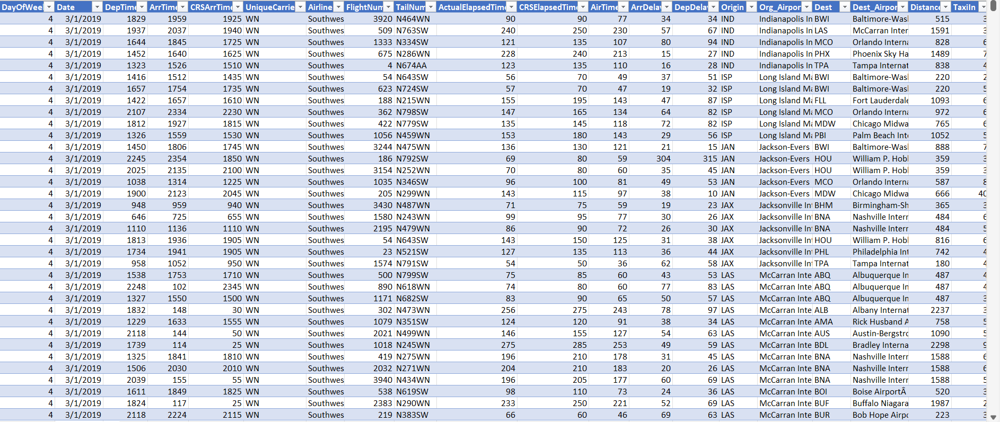 DayOfWeel Date DepTime ArrTime CRSArrTime UniqueCarrie Airline FlightNum TailNum ActualElapsedTime CRSElapsedTime AirTime ArrDelay DepDelay Origin Org_Airpor Dest Dest_Airpor Distance TaxiIn
4 3/1/2019 1829 1959 1925 WN Southwes 3920 N464WN 90 90 77 34 34 IND Indianapolis In BWI Baltimore-Wasl 515 3
4 3/1/2019 1937 2037 1940 WN Southwes 509 N763SW 240 250 230 57 67 IND Indianapolis In LAS McCarran Inter 1591 3
4 3/1/2019 1644 1845 1725 WN Southwes 1333 N334SW 121 135 107 80 94 IND Indianapolis In MCO Orlando Interna 828 6
4 3/1/2019 1452 1640 1625 WN Southwes 675 N286WN 228 240 213 15 27 IND Indianapolis In PHX Phoenix Sky Ha 1489 7
4 3/1/2019 1323 1526 1510 WN Southwes 4 N674AA 123 135 110 16 28 IND Indianapolis In TPA Tampa Internat 838 4
4 3/1/2019 1416 1512 1435 WN Southwes 54 N643SW 56 70 49 37 51 ISP Long Island Ma BWI Baltimore-Wasl 220 2
4 3/1/2019 1657 1754 1735 WN Southwes 623 N724SW 57 70 47 19 32 ISP Long Island Ma BWI Baltimore-Wasl 220 5
4 3/1/2019 1422 1657 1610 WN Southwes 188 N215WN 155 195 143 47 87 ISP Long Island Ma FLL Fort Lauderdale 1093 6
4 3/1/2019 2107 2334 2230 WN Southwes 362 N798SW 147 165 134 64 82 ISP Long Island Ma MCO Orlando Interna 972 6
4 3/1/2019 1812 1927 1815 WN Southwes 422 N779SW 135 145 118 72 82 ISP Long Island Ma MDW Chicago Midwa 765 6
4 3/1/2019 1326 1559 1530 WN Southwes 1056 N459WN 153 180 143 29 56 ISP Long Island Ma PBI Palm Beach Inte 1052 5
4 3/1/2019 1450 1806 1745 WN Southwes 3244 N475WN 136 130 121 21 15 JAN Jackson-Evers BWI Baltimore-Wasl 888 7
4 3/1/2019 2245 2354 1850 WN Southwes 186 N792SW 69 80 59 304 315 JAN Jackson-Evers HOU William P. Hobl 359 3
4 3/1/2019 2025 2135 2100 WN Southwes 3154 N252WN 70 80 60 35 45 JAN Jackson-Evers HOU William P. Hobl 359 3
4 3/1/2019 1038 1314 1225 WN Southwes 1035 N346SW 96 100 81 49 53 JAN Jackson-Evers MCO Orlando Interna 587 8
4 3/1/2019 1900 2123 2045 WN Southwes 205 N299WN 143 115 97 38 10 JAN Jackson-Evers MDW Chicago Midwa 666 40
4 3/1/2019 948 959 940 WN Southwes 3430 N487WN 71 75 59 19 23 JAX Jacksonville Int BHM Birmingham-Sh 365 3
4 3/1/2019 646 725 655 WN Southwes 1580 N243WN 99 95 77 30 26 JAX Jacksonville Int BNA Nashville Interr 484 6
4 3/1/2019 1110 1136 1110 WN Southwes 2195 N479WN 86 90 72 26 30 JAX Jacksonville Int BNA Nashville Interr 484 5
4 3/1/2019 1813 1936 1905 WN Southwes 54 N643SW 143 150 125 31 38 JAX Jacksonville Int HOU William P. Hobl 816 6
4 3/1/2019 1734 1941 1905 WN Southwes 23 N521SW 127 135 113 36 44 JAX Jacksonville Int PHL Philadelphia Int 742 4
4 3/1/2019 958 1052 950 WN Southwes 1574 N791SW 54 50 36 62 58 JAX Jacksonville Int TPA Tampa Internat 180 4
4 3/1/2019 1538 1753 1710 WN Southwes 500 N799SW 75 85 60 43 53 LAS McCarran Inte ABQ Albuquerque In 487 4
4 3/1/2019 2248 102 2345 WN Southwes 890 N618WN 74 80 60 77 83 LAS McCarran Inte ABQ Albuquerque In 487 4
4 3/1/2019 1327 1550 1500 WN Southwes 1171 N682SW 83 90 65 50 57 LAS McCarran Inte ABQ Albuquerque In 487 3
4 3/1/2019 1832 148 30 WN Southwes 302 N473WN 256 275 243 78 97 LAS McCarran Inte ALB Albany Internat 2237 3
4 3/1/2019 1229 1633 1555 WN Southwes 1079 N351SW 124 120 91 38 34 LAS McCarran Inte AMA Rick Husband A 758 5
4 3/1/2019 2118 144 50 WN Southwes 2021 N499WN 146 155 127 54 63 LAS McCarran Inte AUS Austin-Bergstrc 1090 5
4 3/1/2019 1739 114 25 WN Southwes 1018 N245WN 275 285 253 49 59 LAS McCarran Inte BDL Bradley Interna 2298 9
4 3/1/2019 1325 1841 1810 WN Southwes 419 N275WN 196 210 178 31 45 LAS McCarran Inte BNA Nashville Interr 1588 6
4 3/1/2019 1506 2030 2010 WN Southwes 2032 N271WN 204 210 183 20 26 LAS McCarran Inte BNA Nashville Interr 1588 6
4 3/1/2019 2039 155 55 WN Southwes 3940 N434WN 196 205 177 60 69 LAS McCarran Inte BNA Nashville Interr 1588 5
4 3/1/2019 1611 1849 1825 WN Southwes 538 N619SW 98 110 73 24 36 LAS McCarran Inte BOI Boise AirportÂ 520 3
4 3/1/2019 1824 117 25 WN Southwes 2383 N290WN 233 250 221 52 69 LAS McCarran Inte BUF Buffalo Niagara 1987 2
4 3/1/2019 2118 2224 2115 WN Southwes 219 N383SW 66 60 46 69 63 LAS McCarran Inte BUR Bob Hope Airpc 223 3